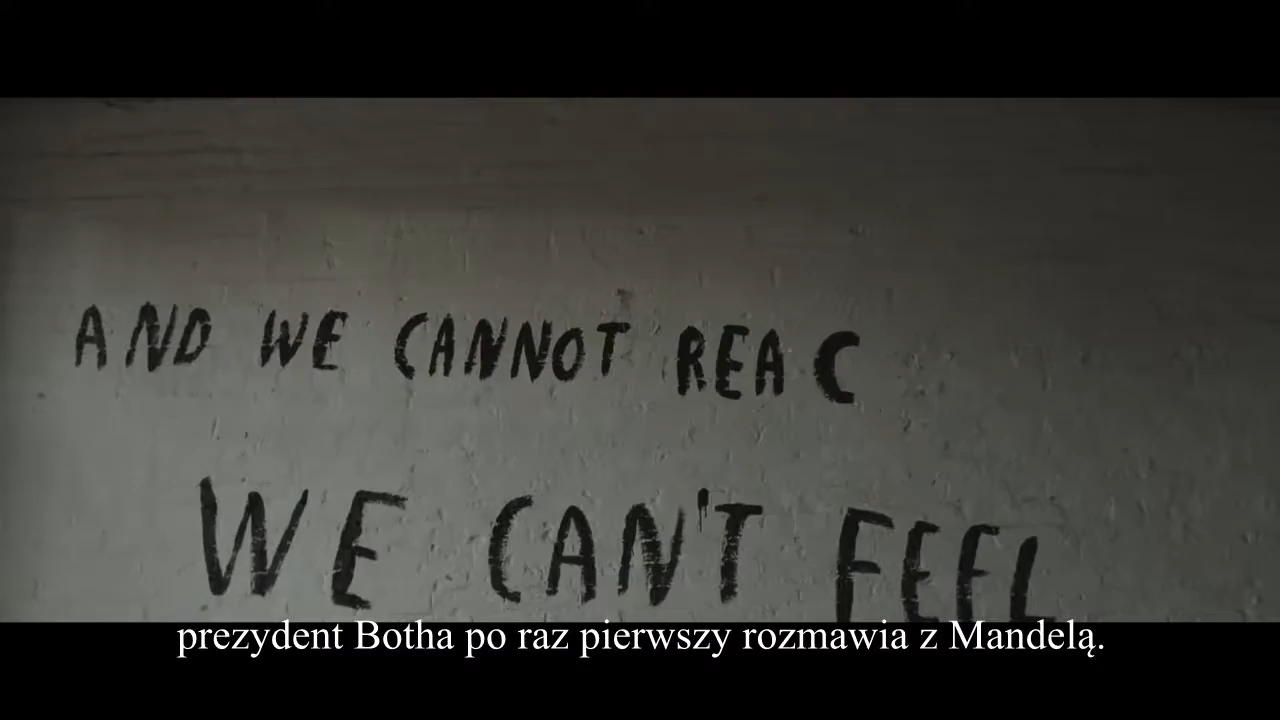 AND WE CANNOT REAC
WE CAN'T FEEL
prezydent Botha po raz pierwszy rozmawia z Mandelą.